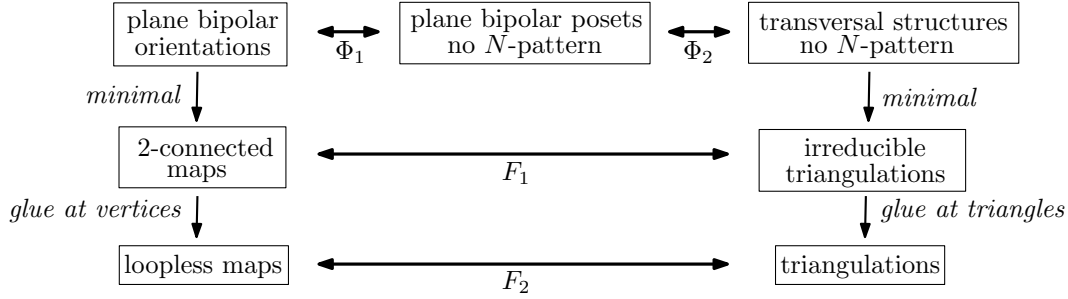 plane bipolar
orientations
Φ₁
plane bipolar posets
no N-pattern
Φ₂
transversal structures
no N-pattern
minimal
minimal
2-connected
maps
F₁
irreducible
triangulations
glue at vertices
glue at triangles
loopless maps
F₂
triangulations